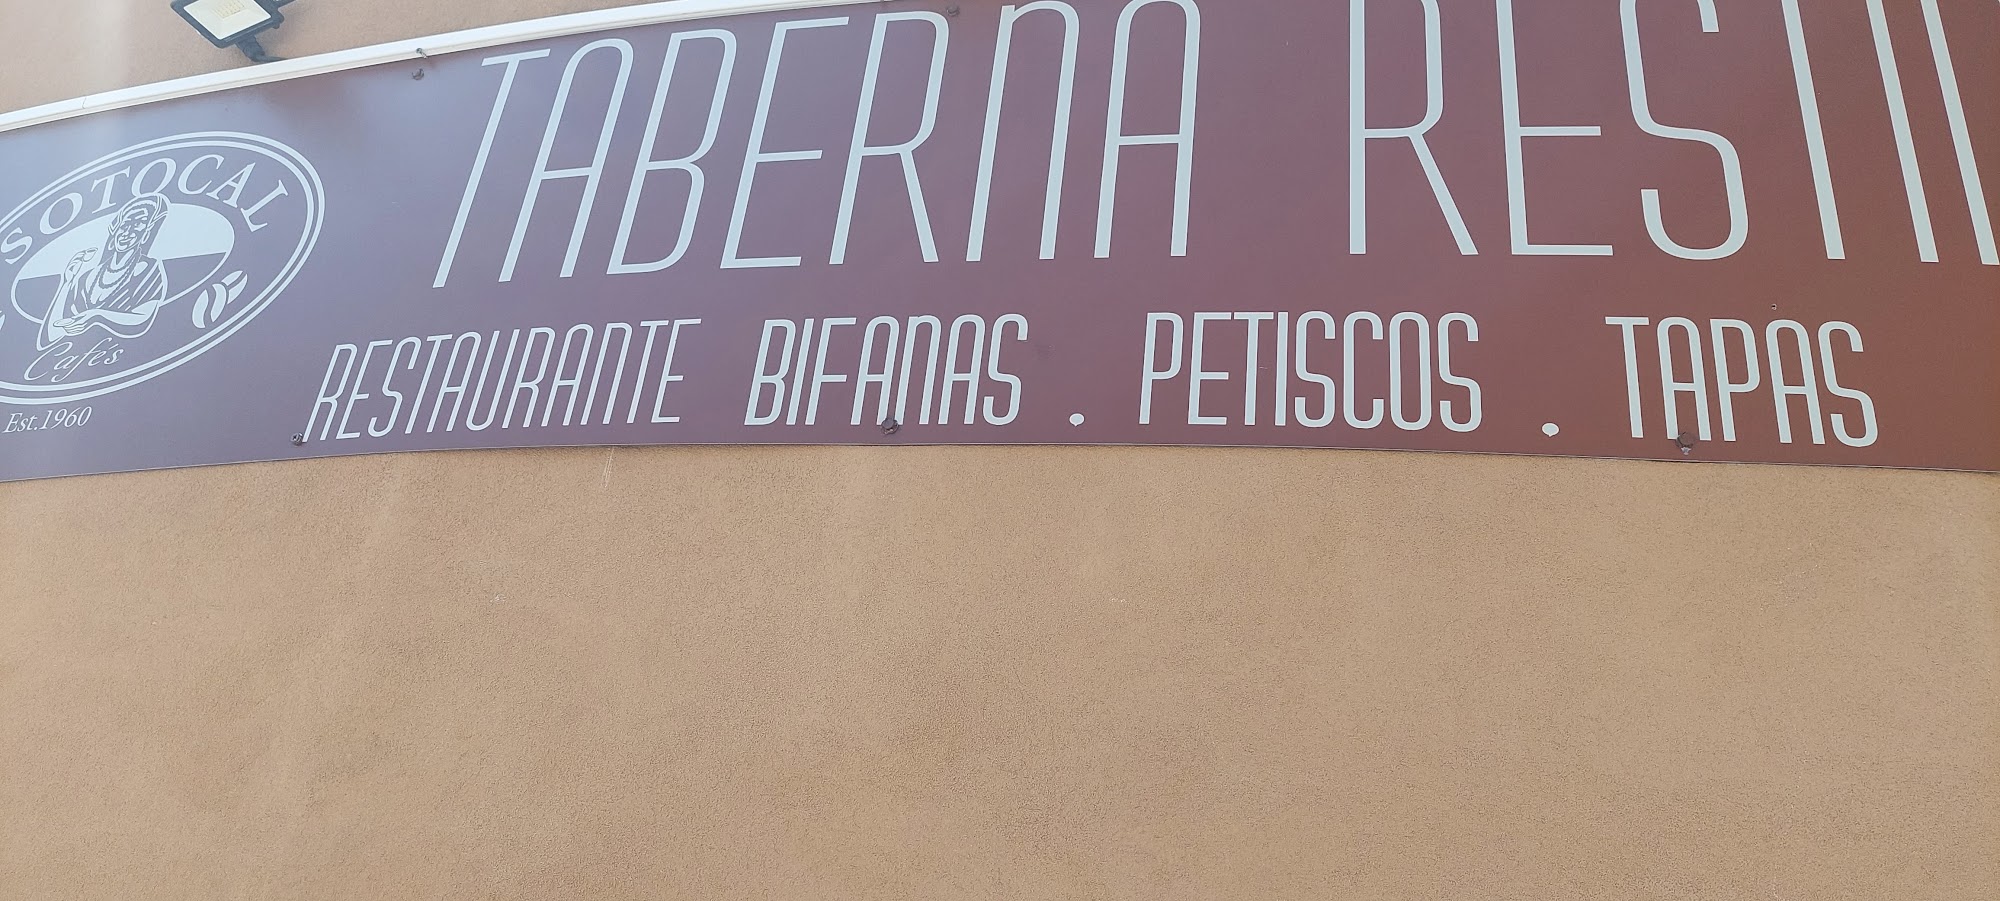 SOTOCAL
Cafés
Est.1960
TABERNA
RESTAURANTE BIFANAS . PETISCOS . TAPAS